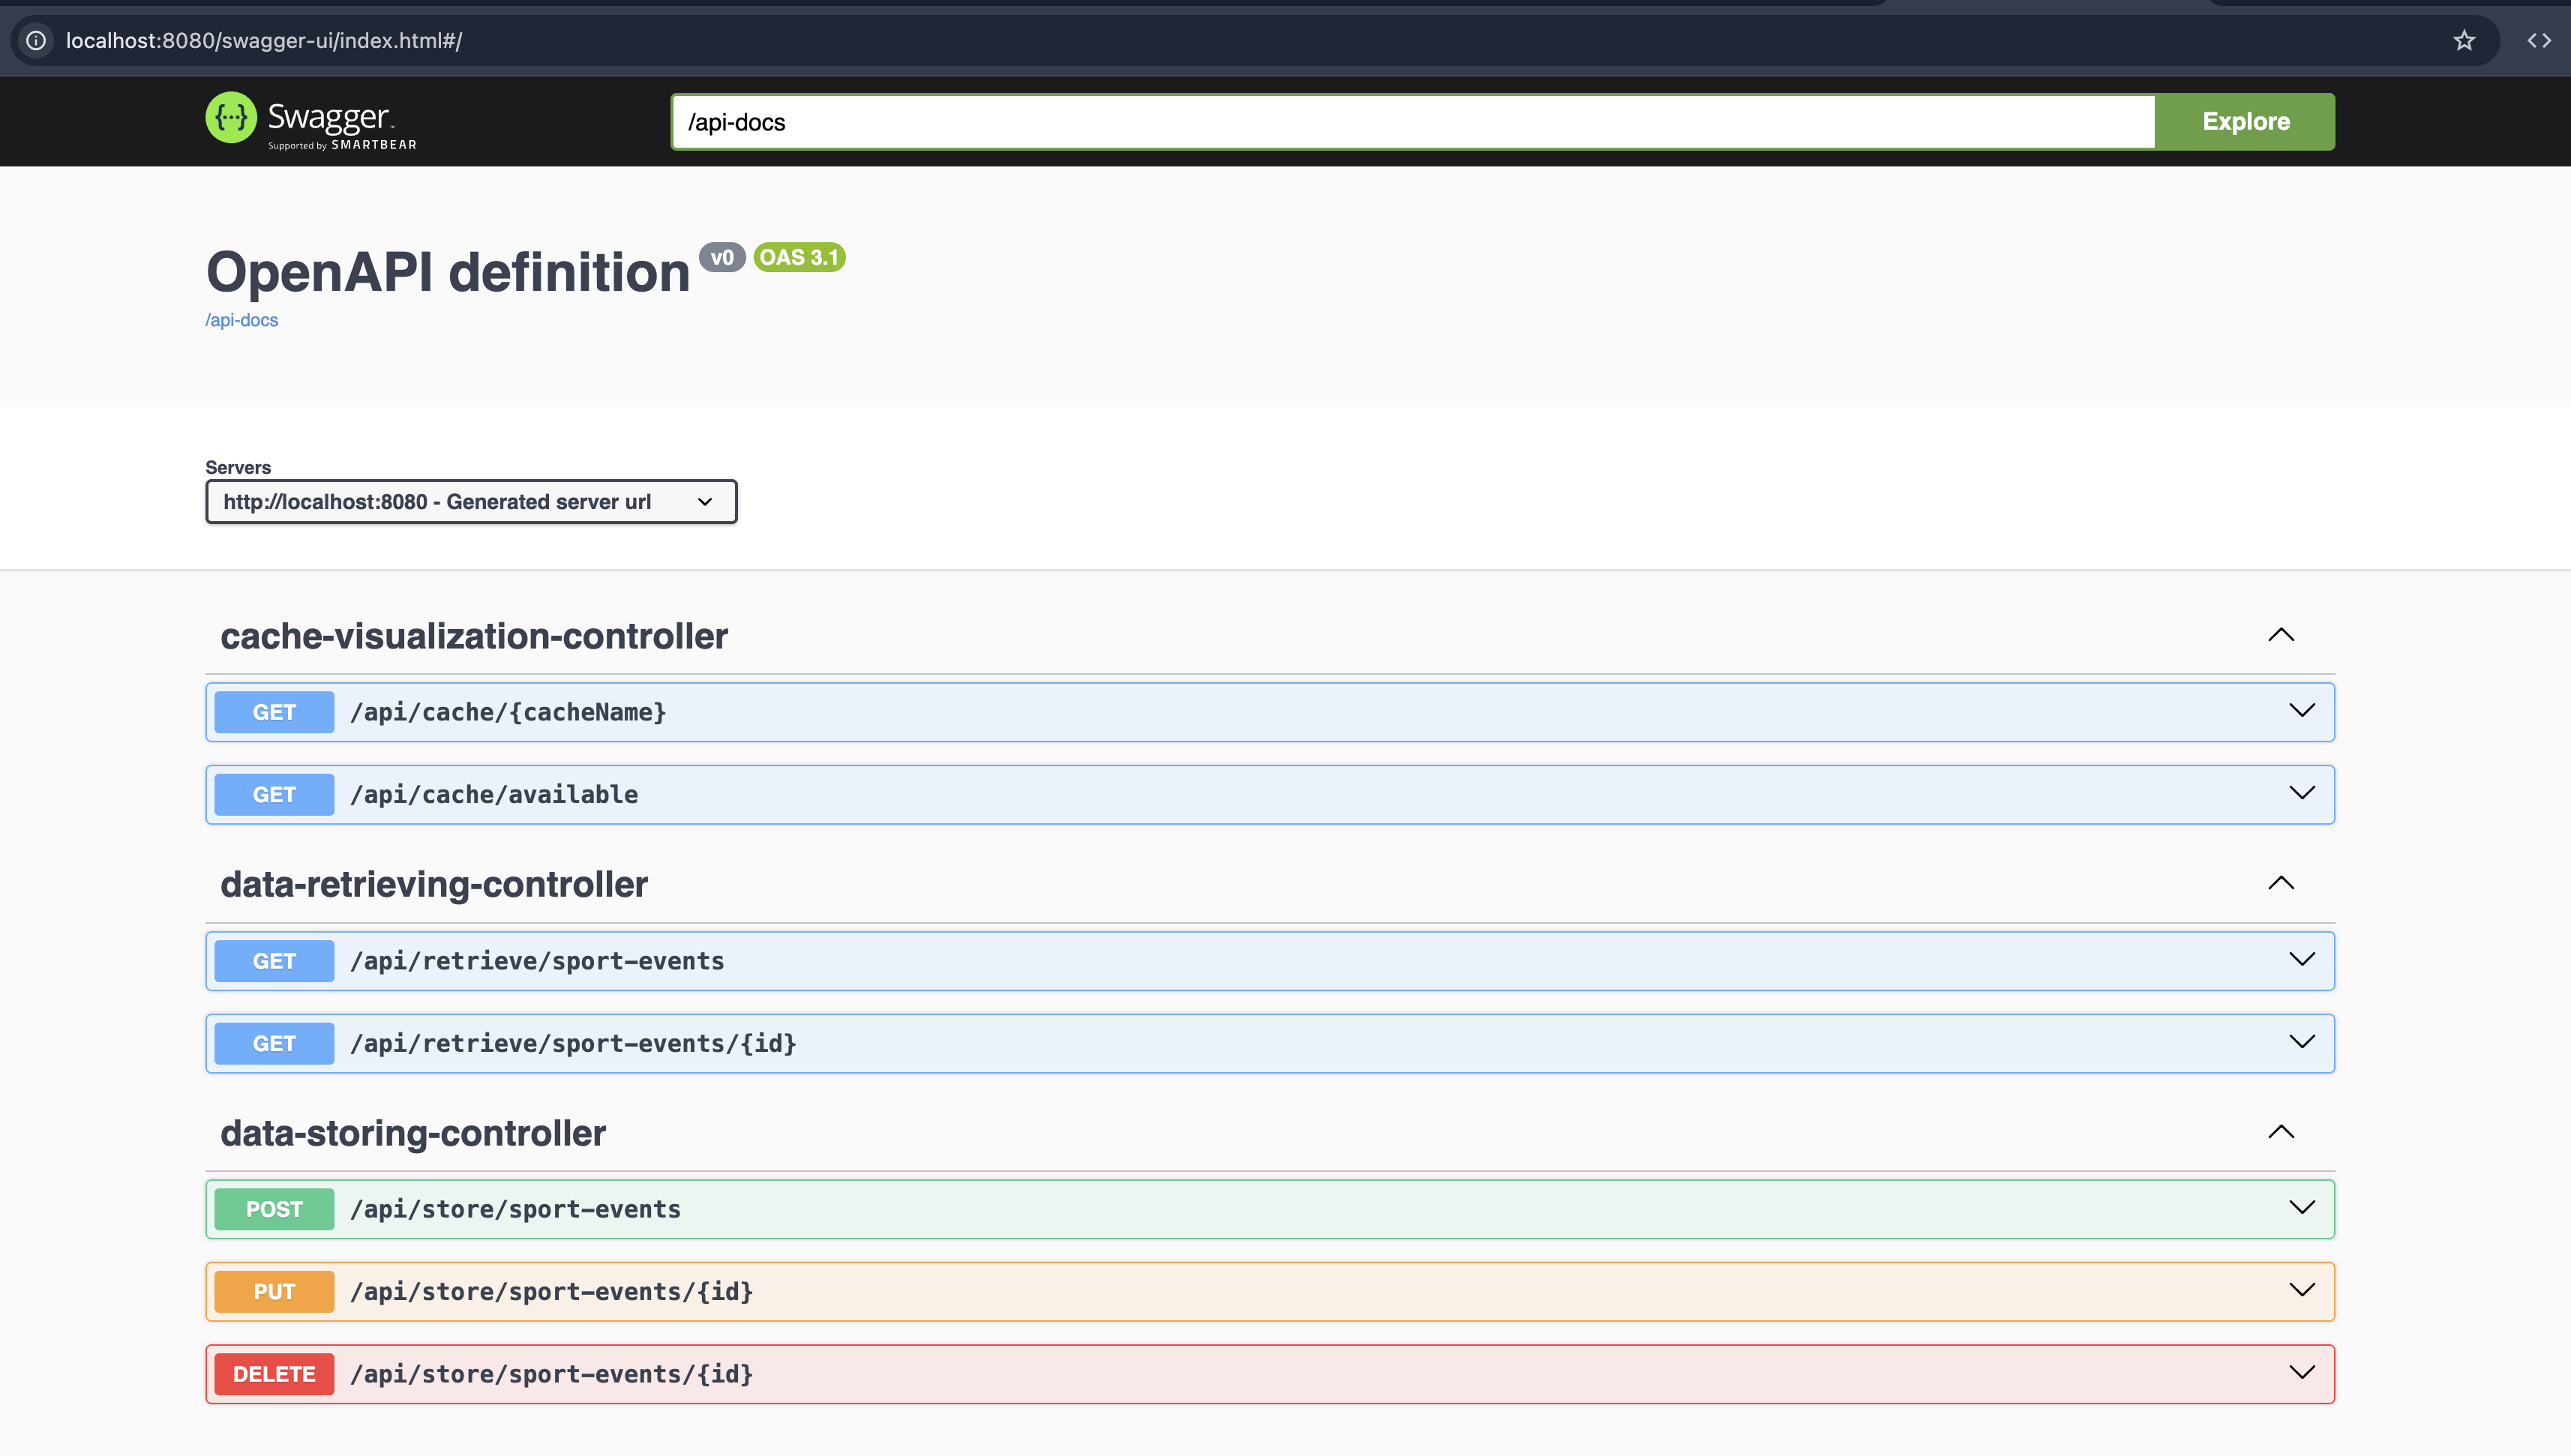 localhost:8080/swagger-ui/index.html#/
Swagger™
Supported by SMARTBEAR
/api-docs
Explore
OpenAPI definition v0 OAS 3.1
/api-docs
Servers
http://localhost:8080 - Generated server url
cache-visualization-controller
GET /api/cache/{cacheName}
GET /api/cache/available
data-retrieving-controller
GET /api/retrieve/sport-events
GET /api/retrieve/sport-events/{id}
data-storing-controller
POST /api/store/sport-events
PUT /api/store/sport-events/{id}
DELETE /api/store/sport-events/{id}